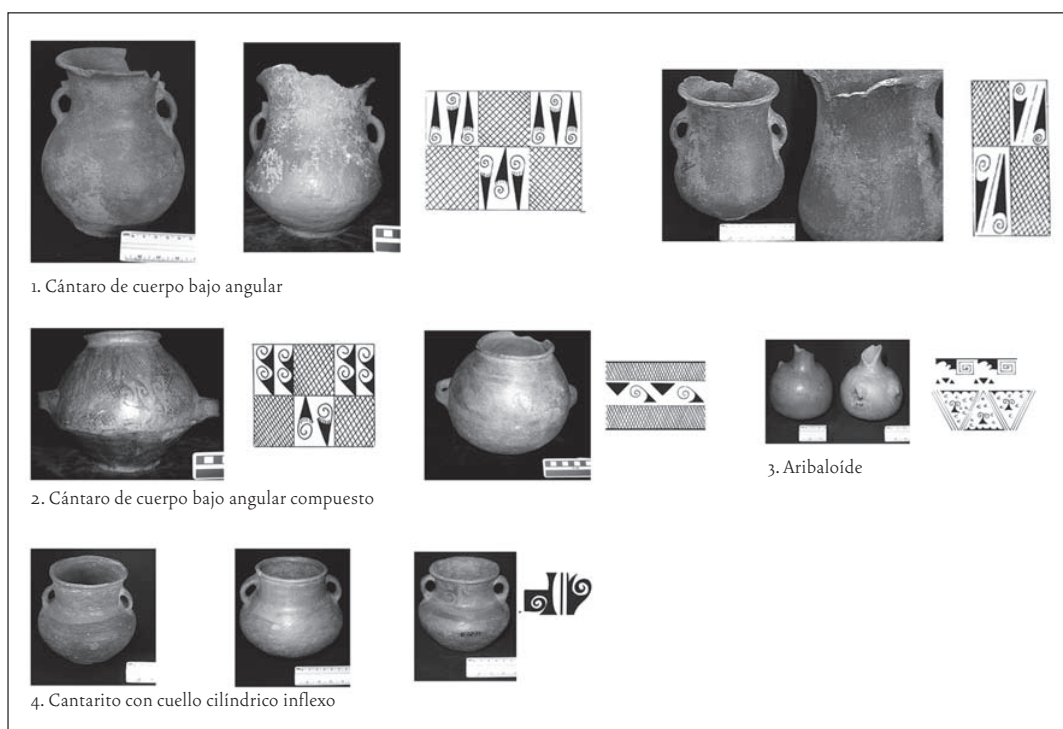 1. Cántaro de cuerpo bajo angular
2. Cántaro de cuerpo bajo angular compuesto
3. Aribaloíde
4. Cantarito con cuello cilíndrico inflexo